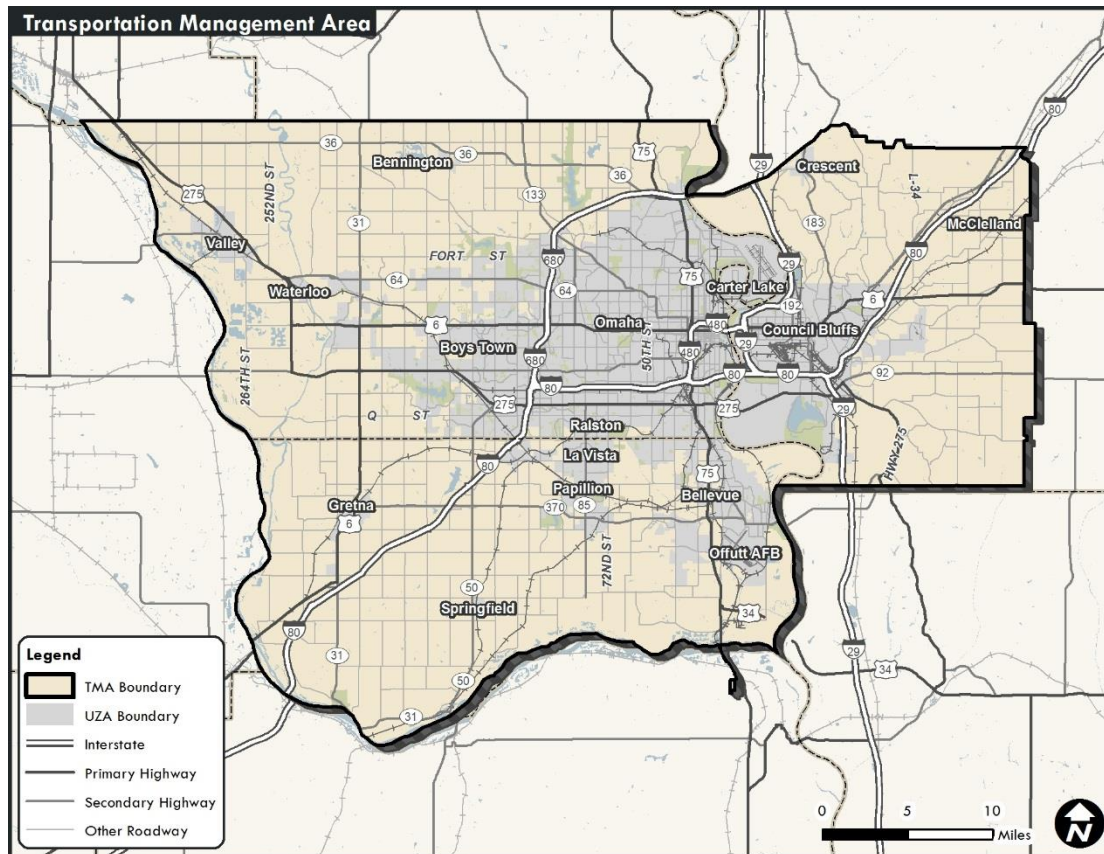 Transportation Management Area
80
36
Bennington
36
75
29
Crescent
36
L-34
275
252ND ST
133
31
183
McClelland
Valley
FORT ST
680
29
80
64
75
Carter Lake
Waterloo
64
192
6
6
Omaha
480
Council Bluffs
Boys Town
50TH ST
480
29
680
264TH ST
80
80
80
92
275
275
29
Q ST
Ralston
HWY 275
La Vista
80
75
Papillion
Bellevue
Gretna
370
85
6
Offutt AFB
72ND ST
50
Springfield
34
80
29
31
34
50
31
Legend
TMA Boundary
UZA Boundary
Interstate
Primary Highway
Secondary Highway
Other Roadway
0 5 10
Miles
N